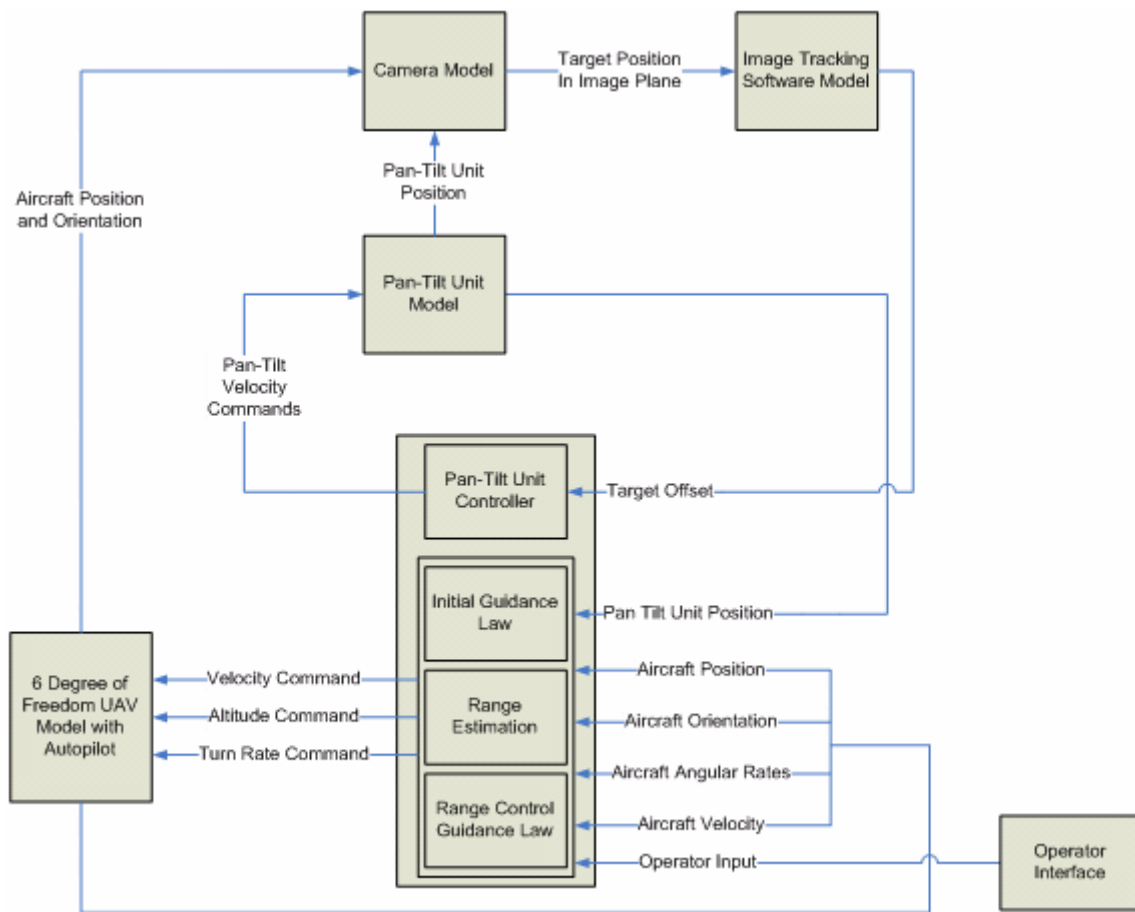 Camera Model
Target Position
In Image Plane
Image Tracking
Software Model
Pan-Tilt Unit
Position
Aircraft Position
and Orientation
Pan-Tilt Unit
Model
Pan-Tilt
Velocity
Commands
Pan-Tilt Unit
Controller
Target Offset
Initial Guidance
Law
Pan Tilt Unit Position
6 Degree of
Freedom UAV
Model with
Autopilot
Velocity Command
Altitude Command
Turn Rate Command
Range
Estimation
Aircraft Position
Aircraft Orientation
Aircraft Angular Rates
Aircraft Velocity
Range Control
Guidance Law
Operator Input
Operator
Interface